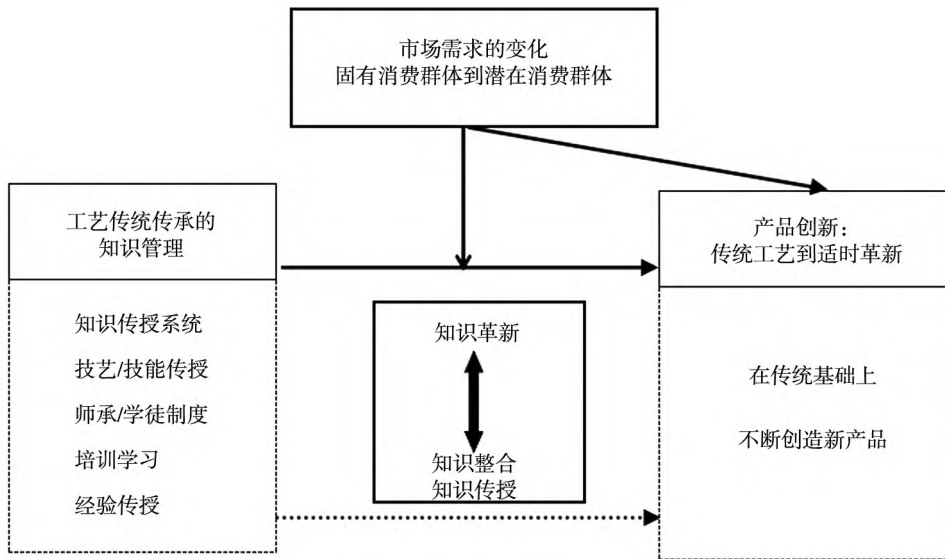 市场需求的变化
固有消费群体到潜在消费群体
工艺传统传承的
知识管理
知识传授系统
技艺/技能传授
师承/学徒制度
培训学习
经验传授
知识革新
知识整合
知识传授
产品创新：
传统工艺到适时革新
在传统基础上
不断创造新产品